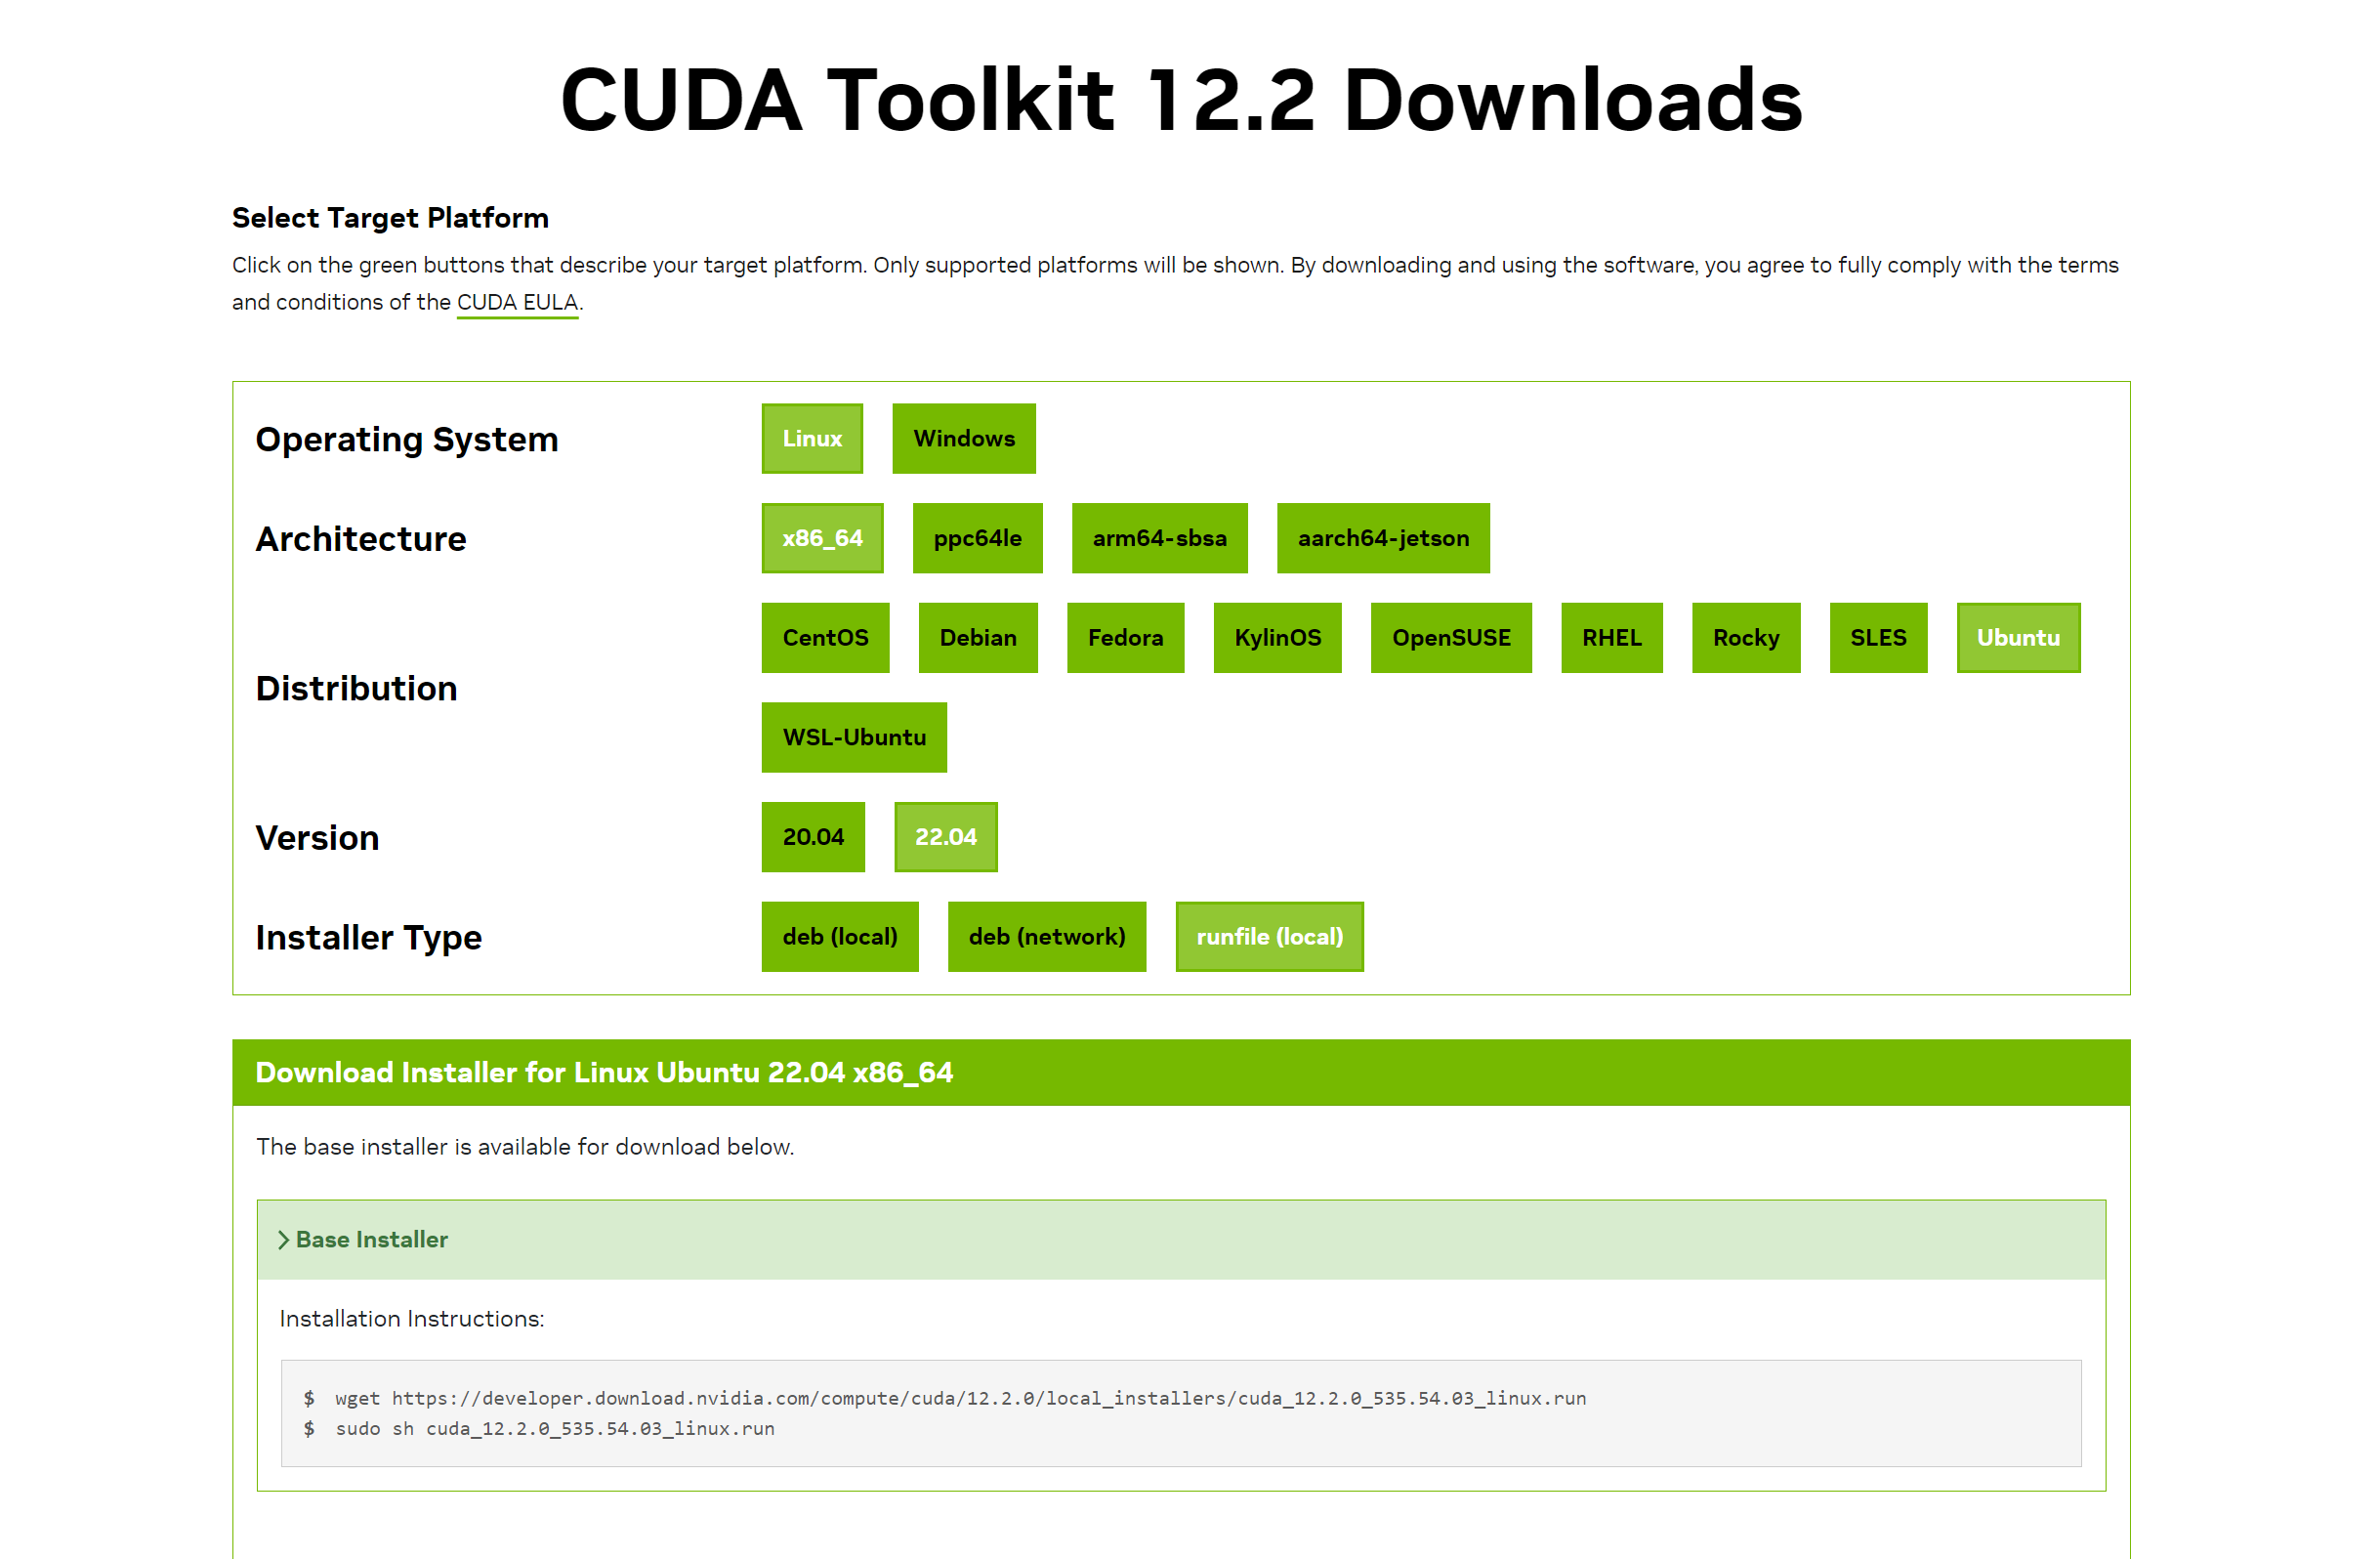 CUDA Toolkit 12.2 Downloads
Select Target Platform
Click on the green buttons that describe your target platform. Only supported platforms will be shown. By downloading and using the software, you agree to fully comply with the terms
and conditions of the CUDA EULA.
Operating System
Linux Windows
Architecture
x86_64 ppc64le arm64-sbsa aarch64-jetson
Distribution
CentOS Debian Fedora KylinOS OpenSUSE RHEL Rocky SLES Ubuntu
WSL-Ubuntu
Version
20.04 22.04
Installer Type
deb (local) deb (network) runfile (local)
Download Installer for Linux Ubuntu 22.04 x86_64
The base installer is available for download below.
Base Installer
Installation Instructions:
$ wget https://developer.download.nvidia.com/compute/cuda/12.2.0/local_installers/cuda_12.2.0_535.54.03_linux.run
$ sudo sh cuda_12.2.0_535.54.03_linux.run